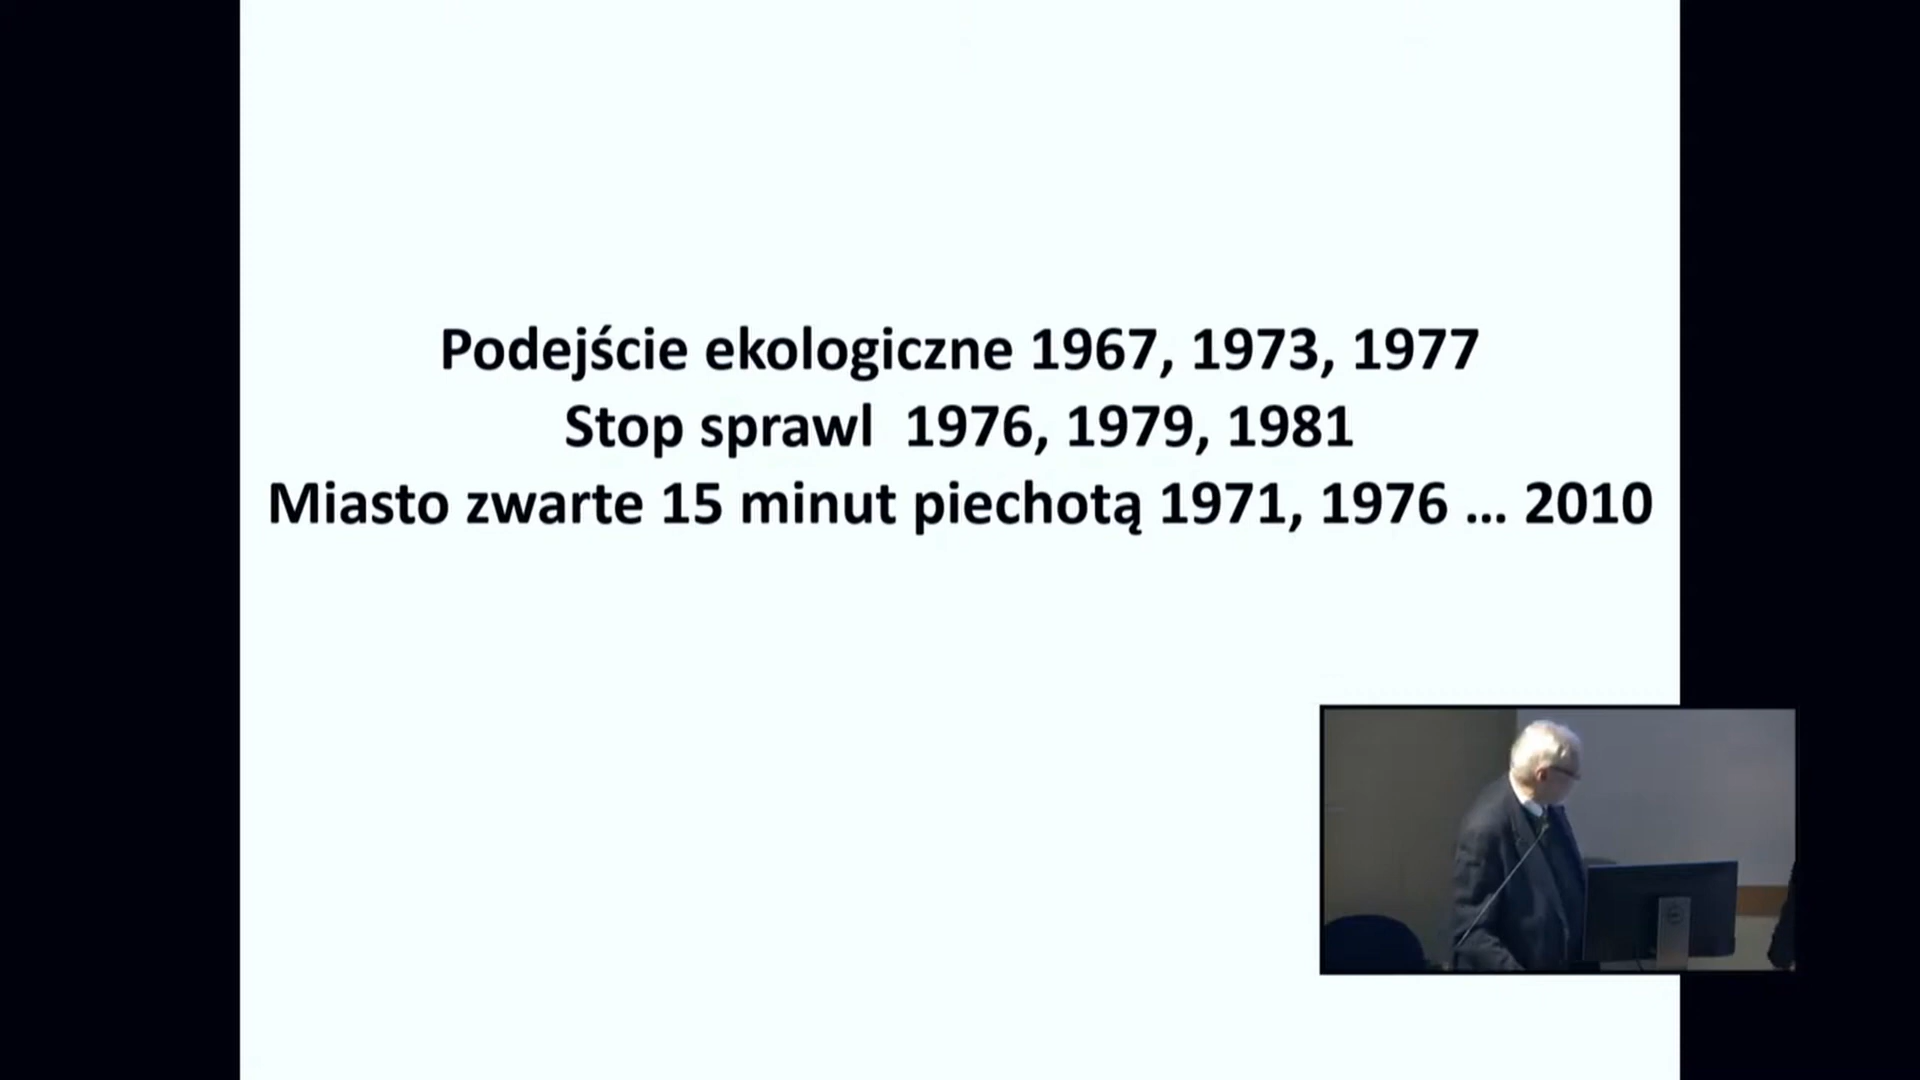 Podejście ekologiczne 1967, 1973, 1977
Stop sprawl 1976, 1979, 1981
Miasto zwarte 15 minut piechotą 1971, 1976 ... 2010